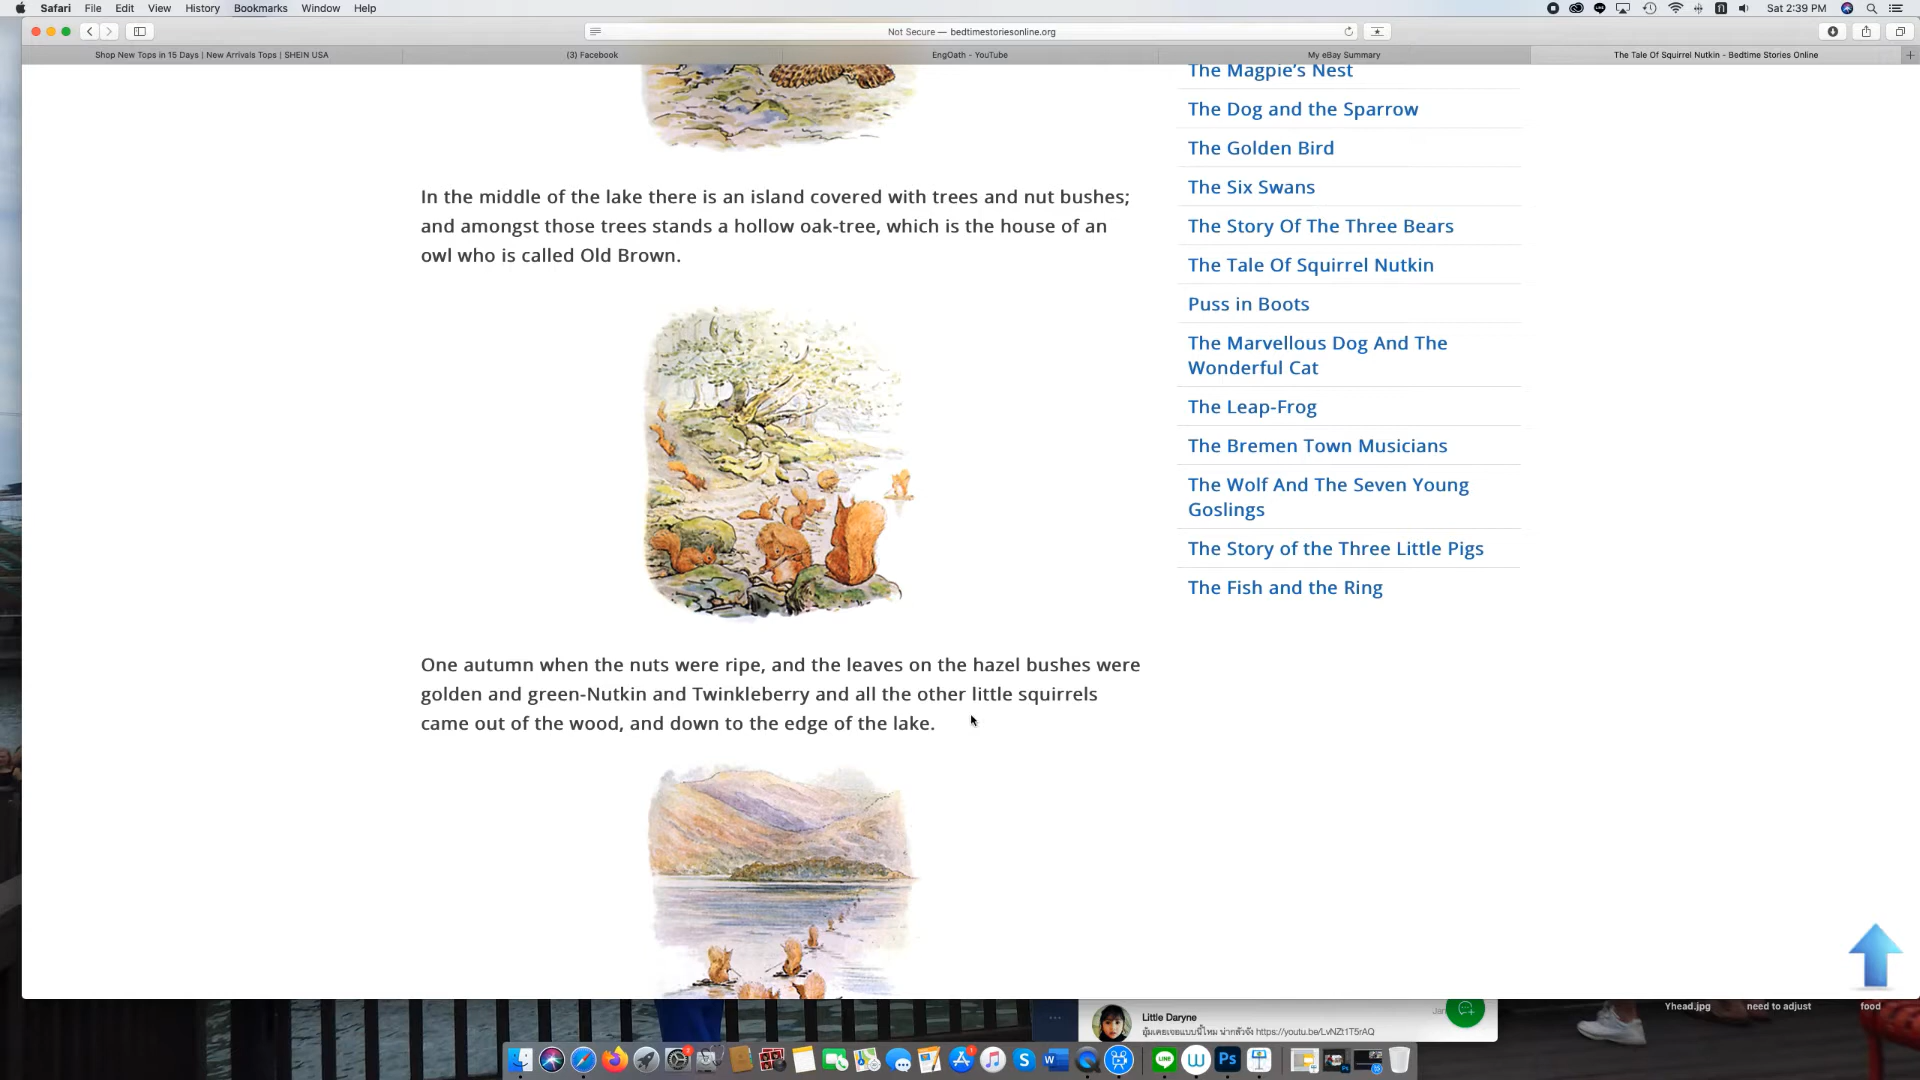 Safari File Edit View History Bookmarks Window Help
Sat 2:39 PM
Not Secure — bedtimestoriesonline.org
Shop New Tops in 15 Days | New Arrivals Tops | SHEIN USA
(3) Facebook
EngOath - YouTube
My eBay Summary
The Tale Of Squirrel Nutkin - Bedtime Stories Online
In the middle of the lake there is an island covered with trees and nut bushes;
and amongst those trees stands a hollow oak-tree, which is the house of an
owl who is called Old Brown.
One autumn when the nuts were ripe, and the leaves on the hazel bushes were
golden and green-Nutkin and Twinkleberry and all the other little squirrels
came out of the wood, and down to the edge of the lake.
The Magpie's Nest
The Dog and the Sparrow
The Golden Bird
The Six Swans
The Story Of The Three Bears
The Tale Of Squirrel Nutkin
Puss in Boots
The Marvellous Dog And The
Wonderful Cat
The Leap-Frog
The Bremen Town Musicians
The Wolf And The Seven Young
Goslings
The Story of the Three Little Pigs
The Fish and the Ring
Little Daryne
https://youtu.be/LvNZt1T5rAQ
Yhead.jpg
need to adjust
food